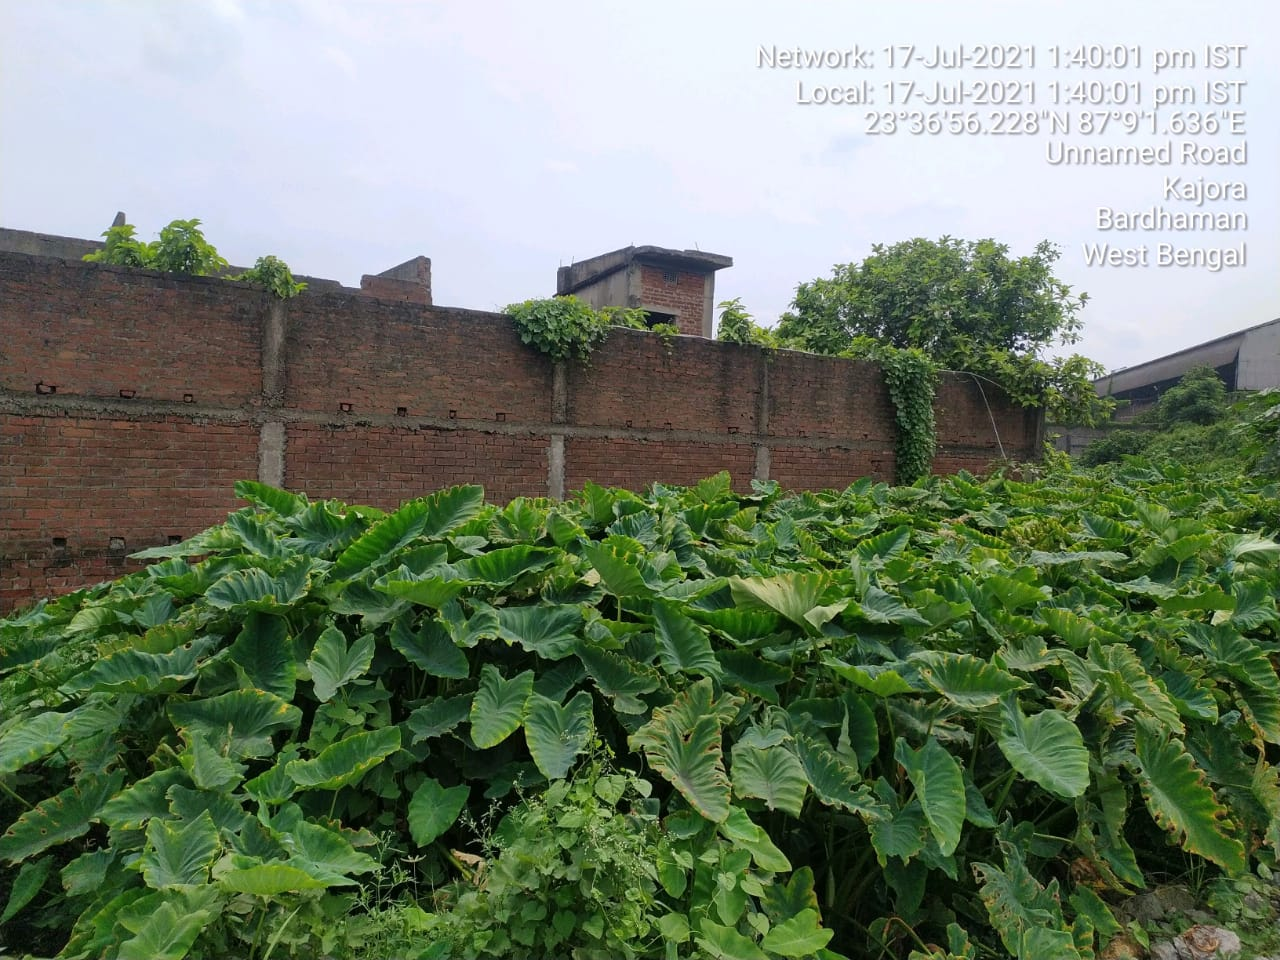 Network: 17-Jul-2021 1:40:01 pm IST
Local: 17-Jul-2021 1:40:01 pm IST
23°36'56.228"N 87°9'1.636"E
Unnamed Road
Kajora
Bardhaman
West Bengal